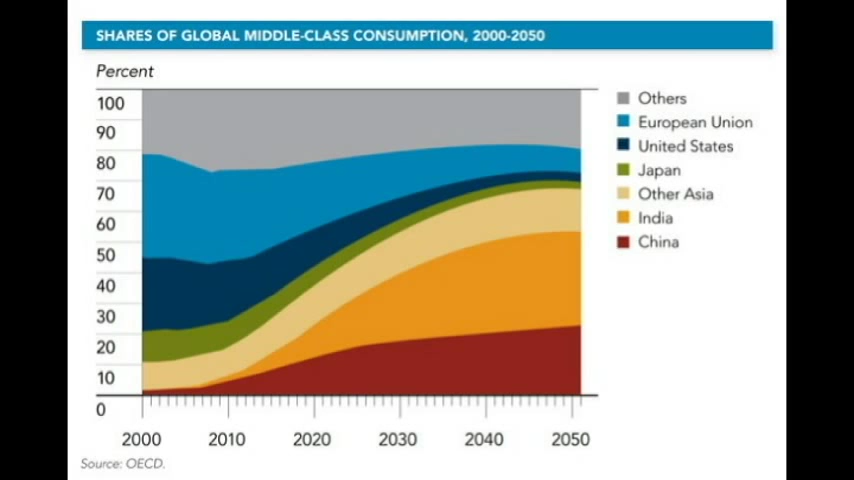 SHARES OF GLOBAL MIDDLE-CLASS CONSUMPTION, 2000-2050
Percent
100
90
80
70
60
50
40
30
20
10
0
2000 2010 2020 2030 2040 2050
Others
European Union
United States
Japan
Other Asia
India
China
Source: OECD.